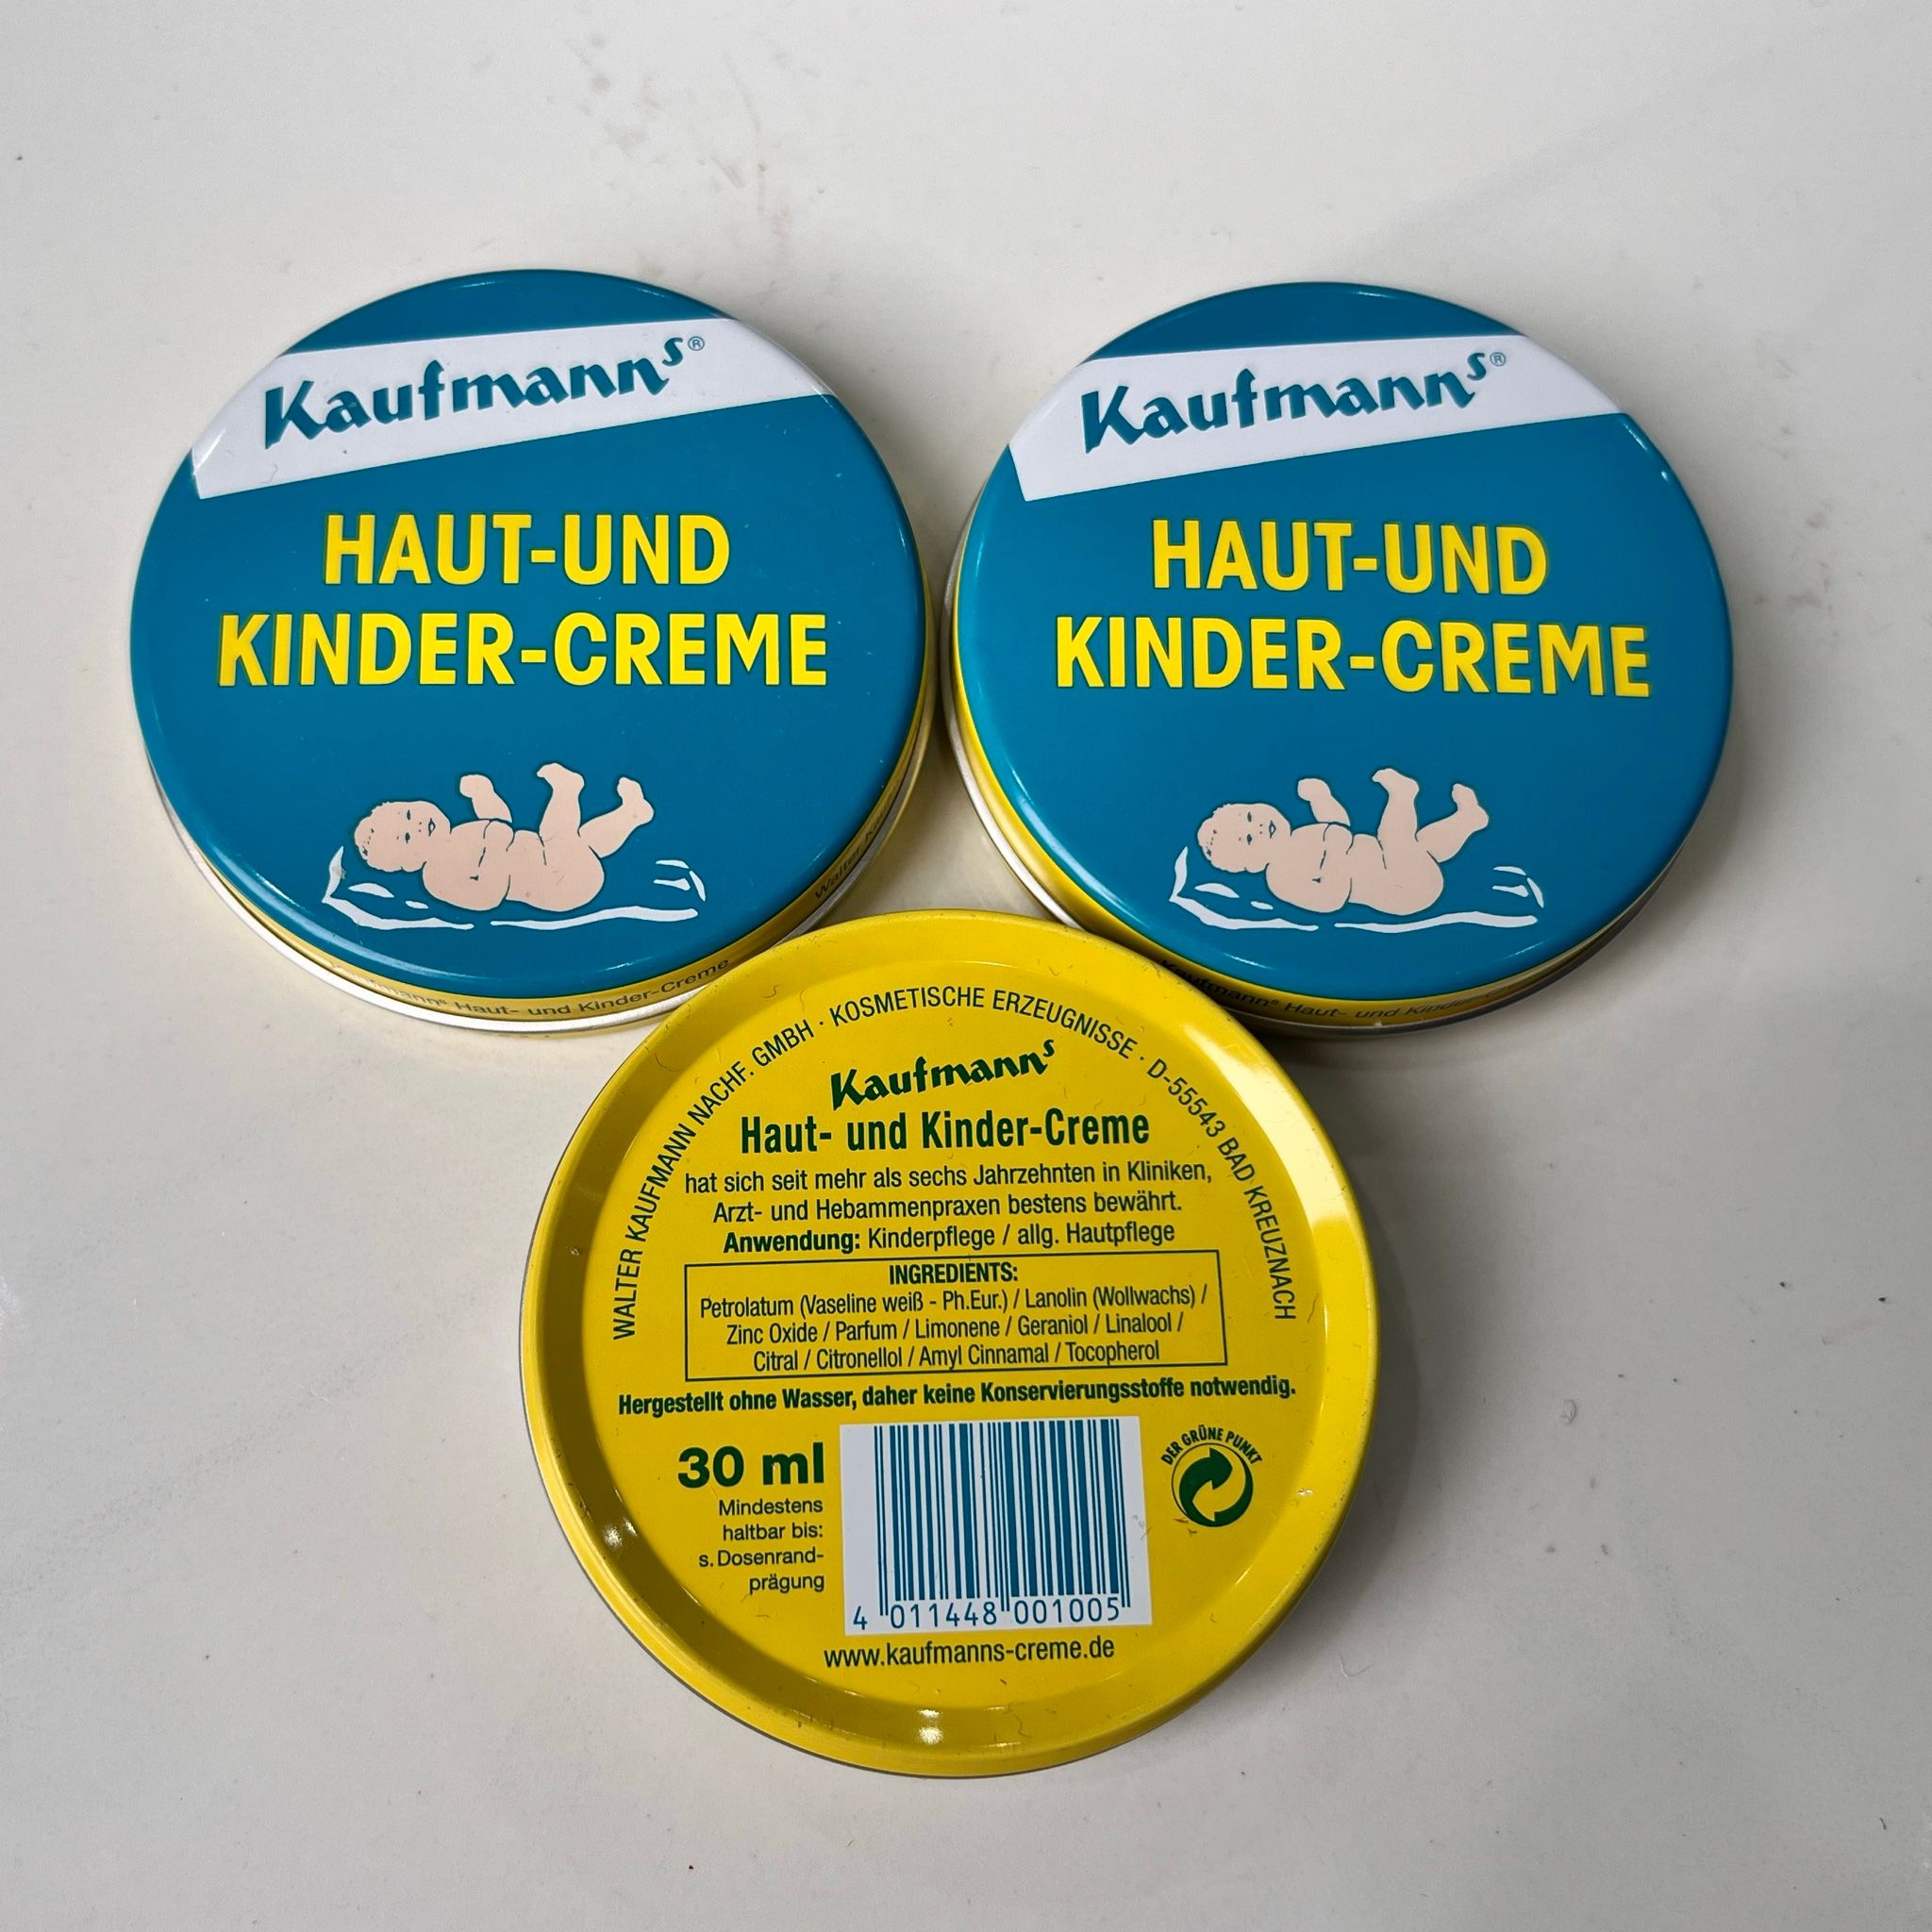 Kaufmanns®
HAUT-UND
KINDER-CREME
Haut- und Kinder-Creme
Kaufmanns®
HAUT-UND
KINDER-CREME
Kaufmanns® Haut- und Kinder-
WALTER KAUFMANN NACHF. GMBH · KOSMETISCHE ERZEUGNISSE · D-55543 BAD KREUZNACH
Kaufmanns
Haut- und Kinder-Creme
hat sich seit mehr als sechs Jahrzehnten in Kliniken,
Arzt- und Hebammenpraxen bestens bewährt.
Anwendung: Kinderpflege / allg. Hautpflege
INGREDIENTS:
Petrolatum (Vaseline weiß - Ph.Eur.) / Lanolin (Wollwachs) /
Zinc Oxide / Parfum / Limonene / Geraniol / Linalool /
Citral / Citronellol / Amyl Cinnamal / Tocopherol
Hergestellt ohne Wasser, daher keine Konservierungsstoffe notwendig.
30 ml
Mindestens
haltbar bis:
s. Dosenrand-
prägung
4 011448 001005
DER GRÜNE PUNKT
www.kaufmanns-creme.de